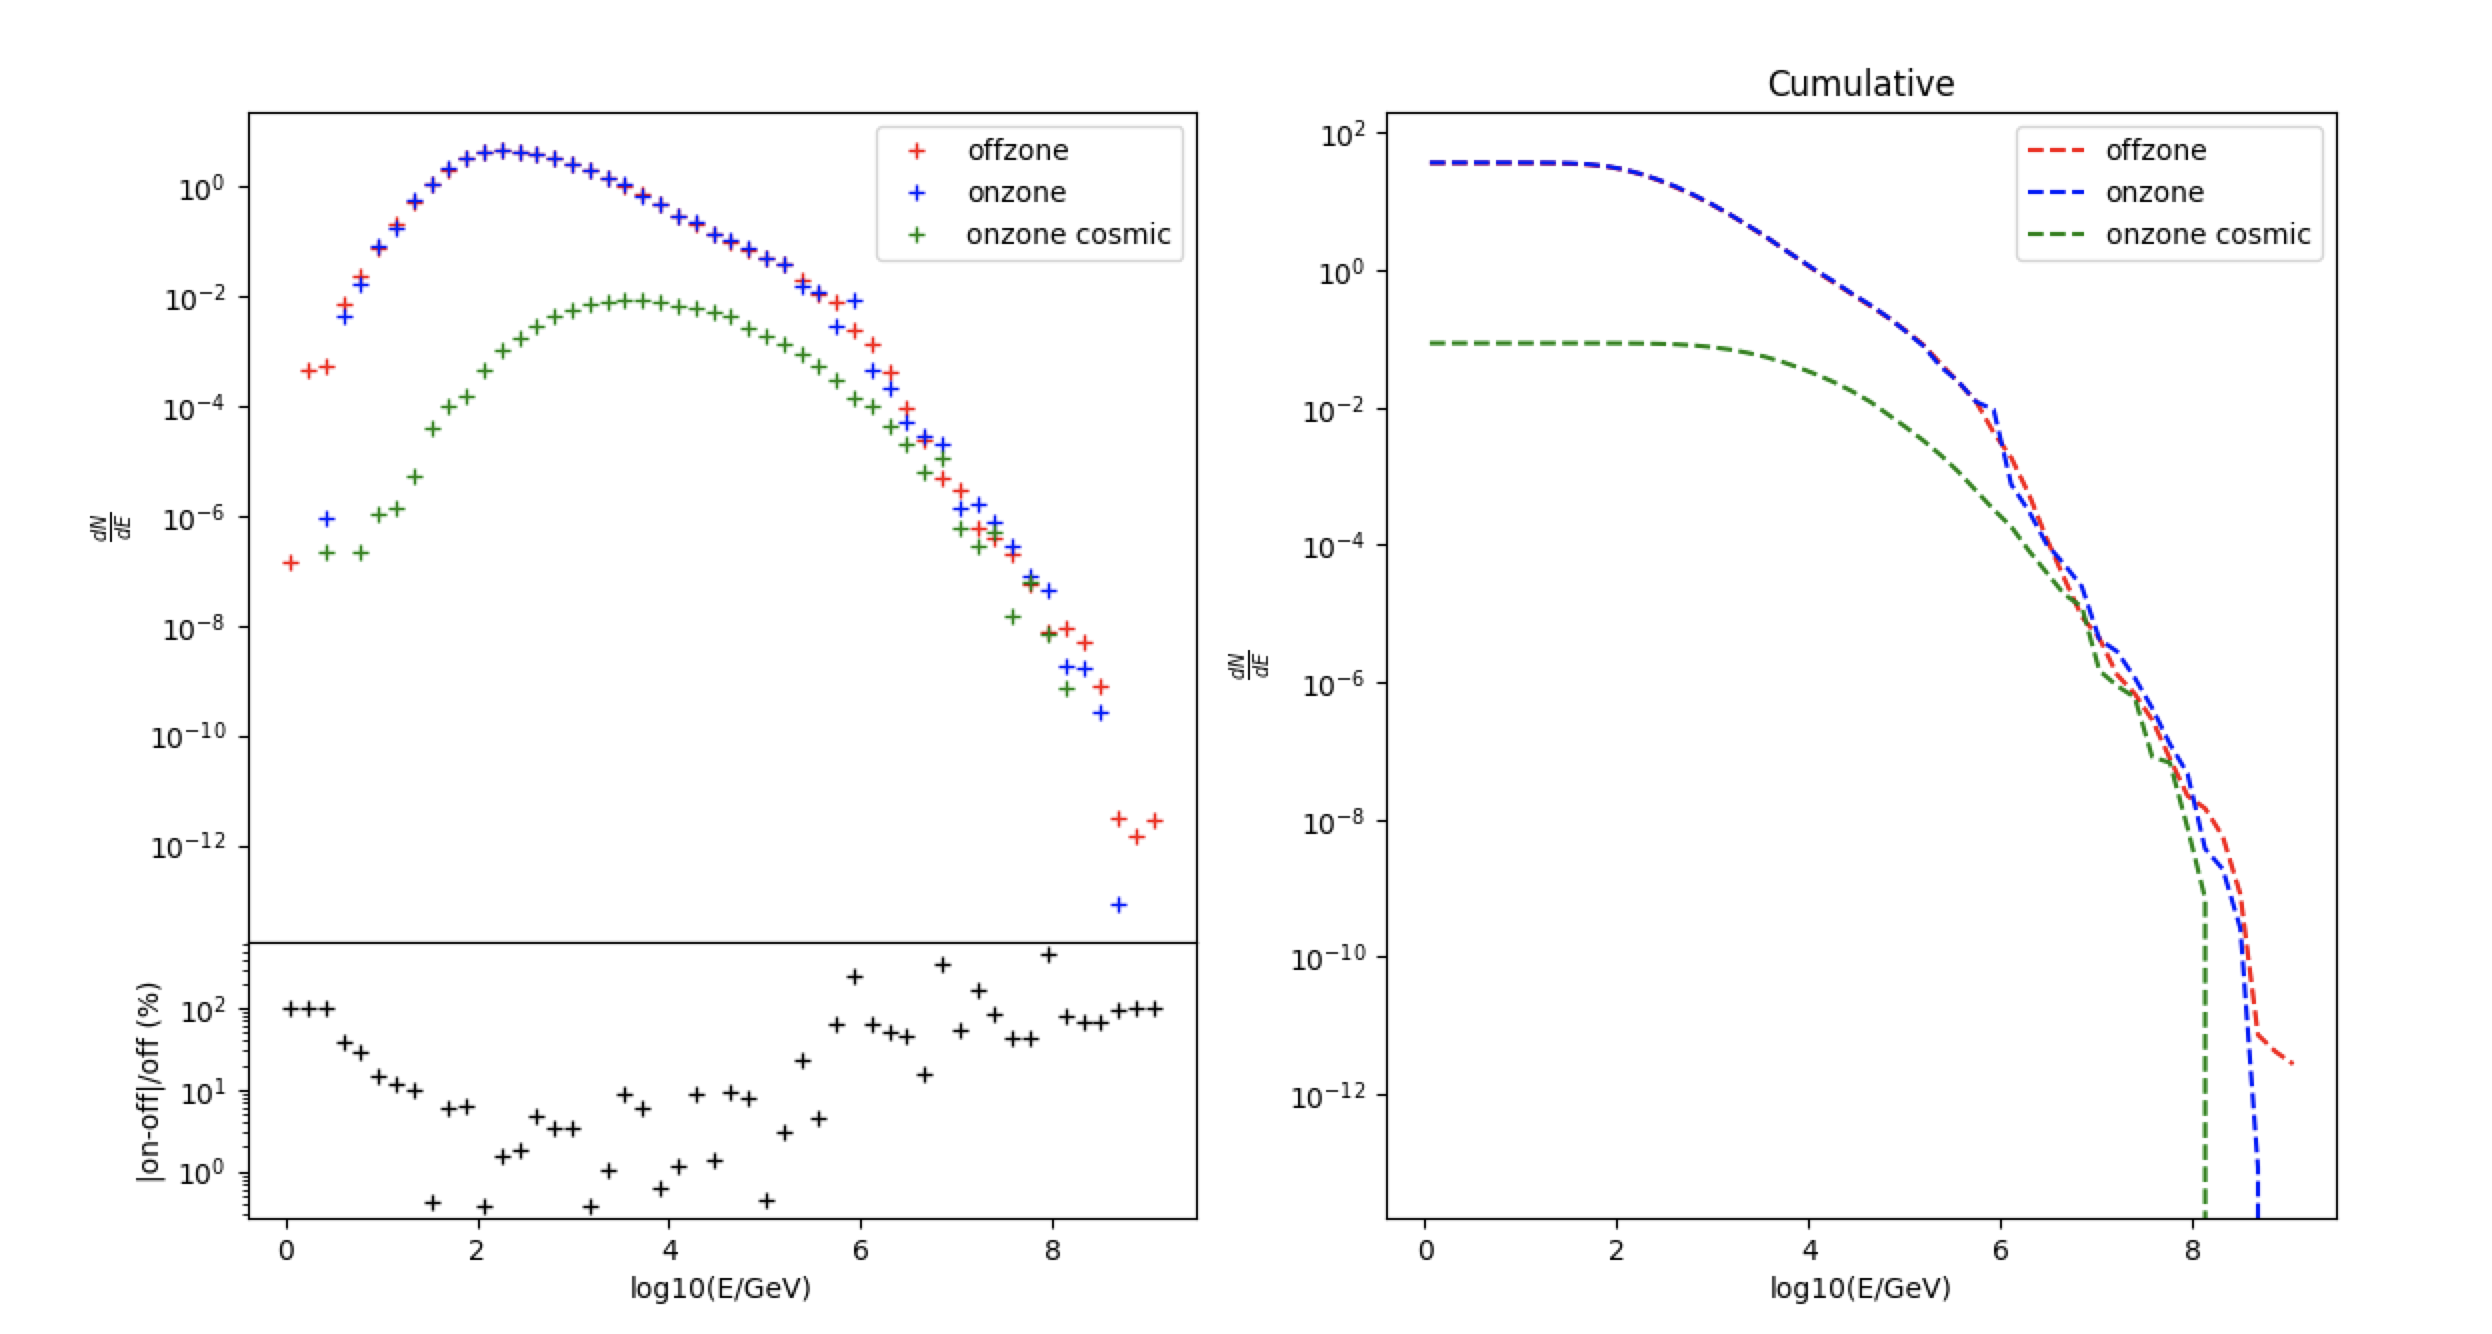 offzone
onzone
onzone cosmic
10^0
10^-2
10^-4
10^-6
10^-8
10^-10
10^-12
dN/dE
10^2
10^1
10^0
|on-off|/off (%)
0 2 4 6 8
log10(E/GeV)
Cumulative
offzone
onzone
onzone cosmic
10^2
10^0
10^-2
10^-4
10^-6
10^-8
10^-10
10^-12
dN/dE
0 2 4 6 8
log10(E/GeV)